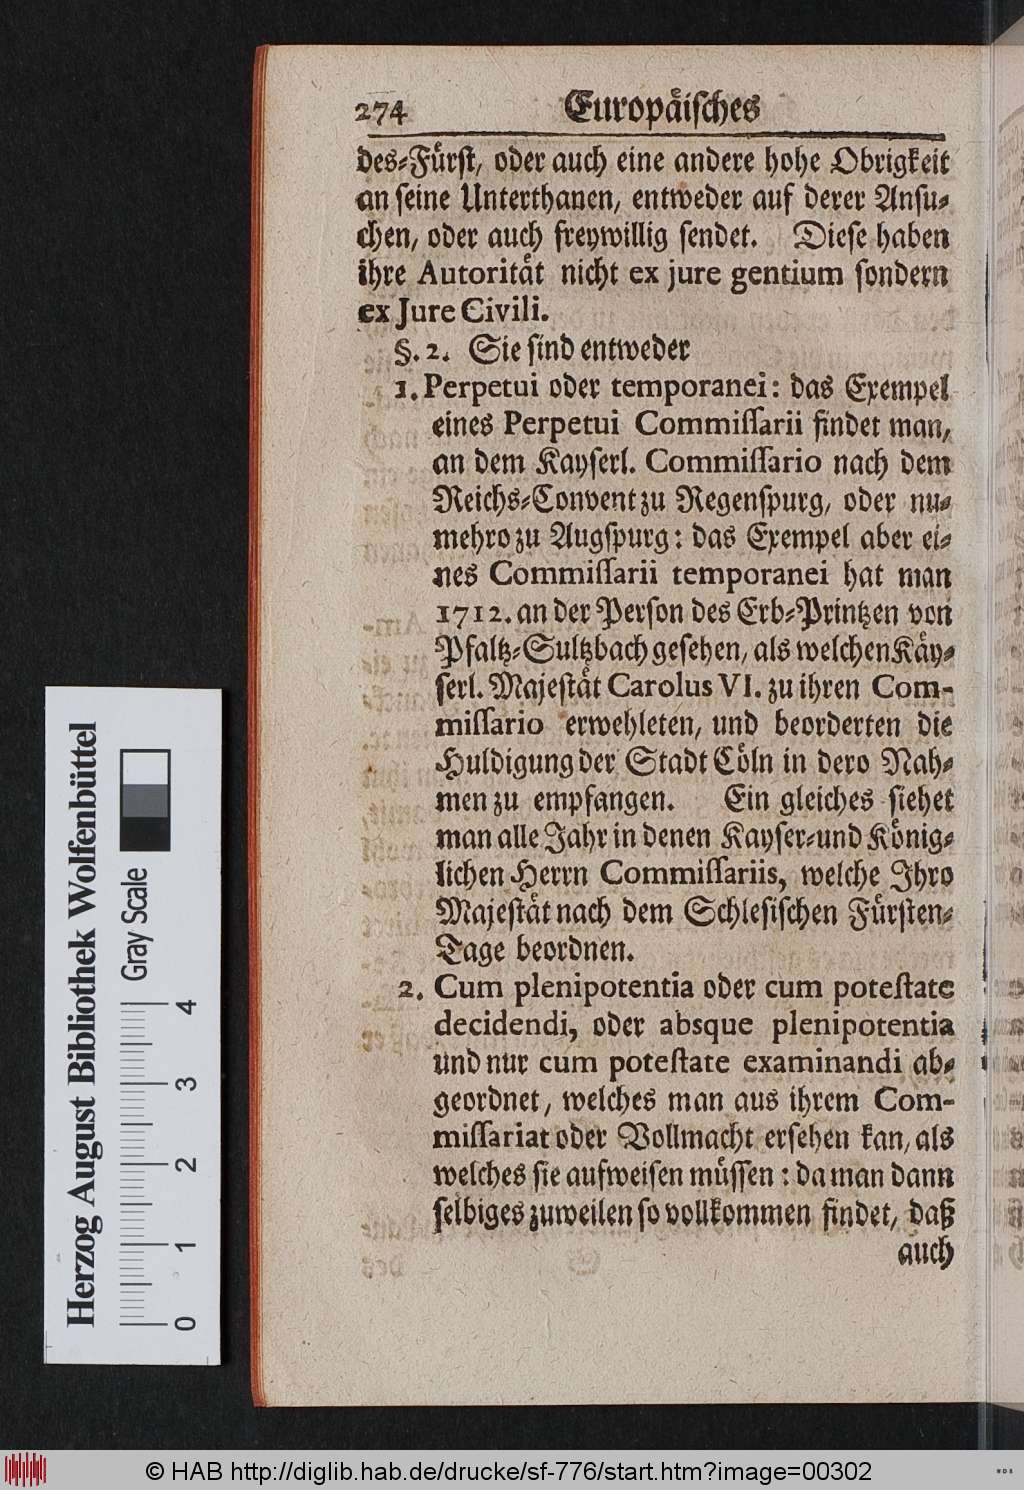 274 Europäisches
des-Fürst, oder auch eine andere hohe Obrigkeit
an seine Unterthanen, entweder auf derer Ansu-
chen, oder auch freywillig sendet. Diese haben
ihre Autorität nicht ex jure gentium sondern
ex Jure Civili.
§. 2. Sie sind entweder
1. Perpetui oder temporanei: das Exempel
eines Perpetui Commissarii findet man,
an dem Kayserl. Commissario nach dem
Reichs-Convent zu Regenspurg, oder nu-
mehro zu Augspurg: das Exempel aber ei-
nes Commissarii temporanei hat man
1712. an der Person des Erb-Printzen von
Pfaltz-Sultzbach gesehen, als welchen Käy-
serl. Majestät Carolus VI. zu ihren Com-
missario erwehleten, und beorderten die
Huldigung der Stadt Cöln in dero Nah-
men zu empfangen. Ein gleiches siehet
man alle Jahr in denen Kayser- und König-
lichen Herrn Commissariis, welche Ihro
Majestät nach dem Schlesischen Fürsten-
Tage beordnen.
2. Cum plenipotentia oder cum potestate
decidendi, oder absque plenipotentia
und nur cum potestate examinandi ab-
geordnet, welches man aus ihrem Com-
missariat oder Vollmacht ersehen kan, als
welches sie aufweisen müssen: da man dann
selbiges zuweilen so vollkommen findet, daß
auch
Herzog August Bibliothek Wolfenbüttel
Gray Scale
0 1 2 3 4
© HAB http://diglib.hab.de/drucke/sf-776/start.htm?image=00302